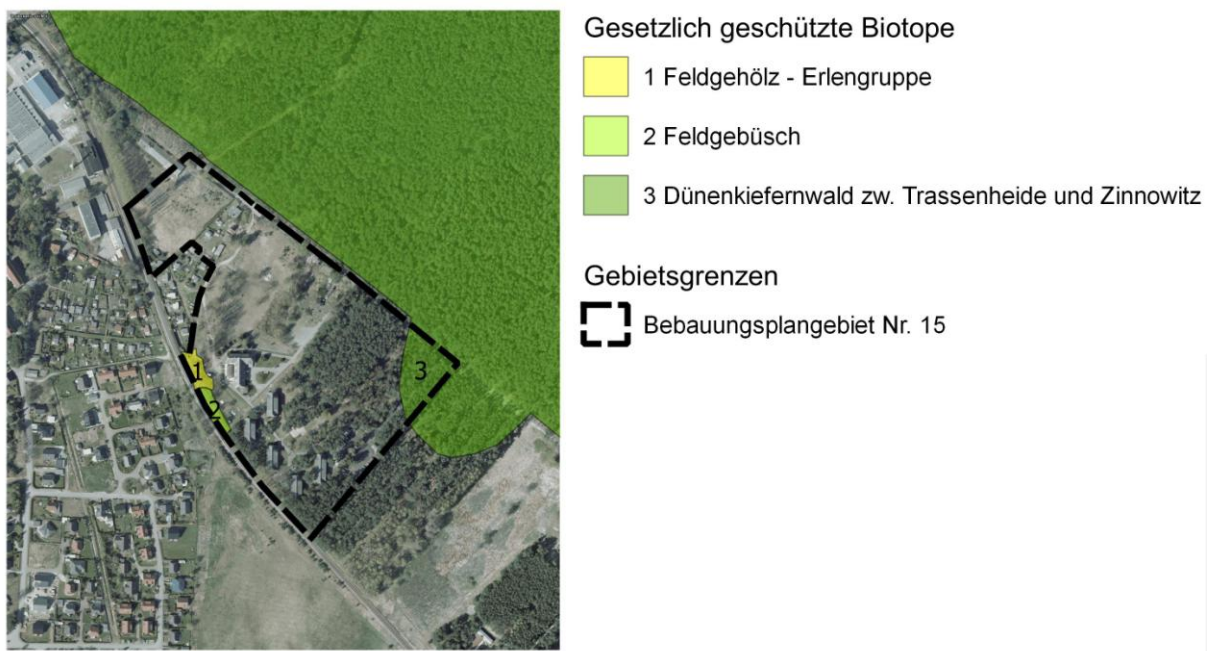 Gesetzlich geschützte Biotope
1 Feldgehölz - Erlengruppe
2 Feldgebüsch
3 Dünenkiefernwald zw. Trassenheide und Zinnowitz
Gebietsgrenzen
Bebauungsplangebiet Nr. 15
1
2
3